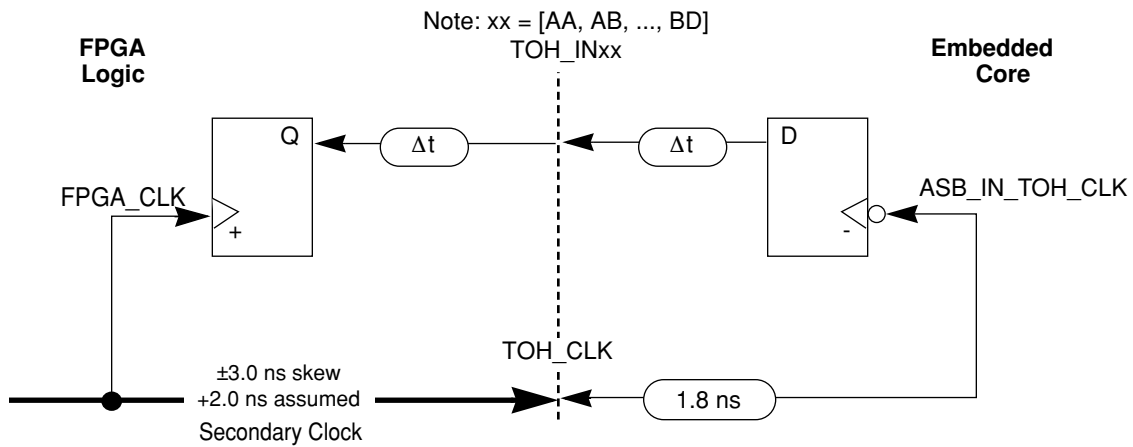 Note: xx = [AA, AB, ..., BD]
TOH_INxx
FPGA
Logic
Embedded
Core
Q
Δt
Δt
D
FPGA_CLK
+
-
ASB_IN_TOH_CLK
TOH_CLK
±3.0 ns skew
+2.0 ns assumed
Secondary Clock
1.8 ns